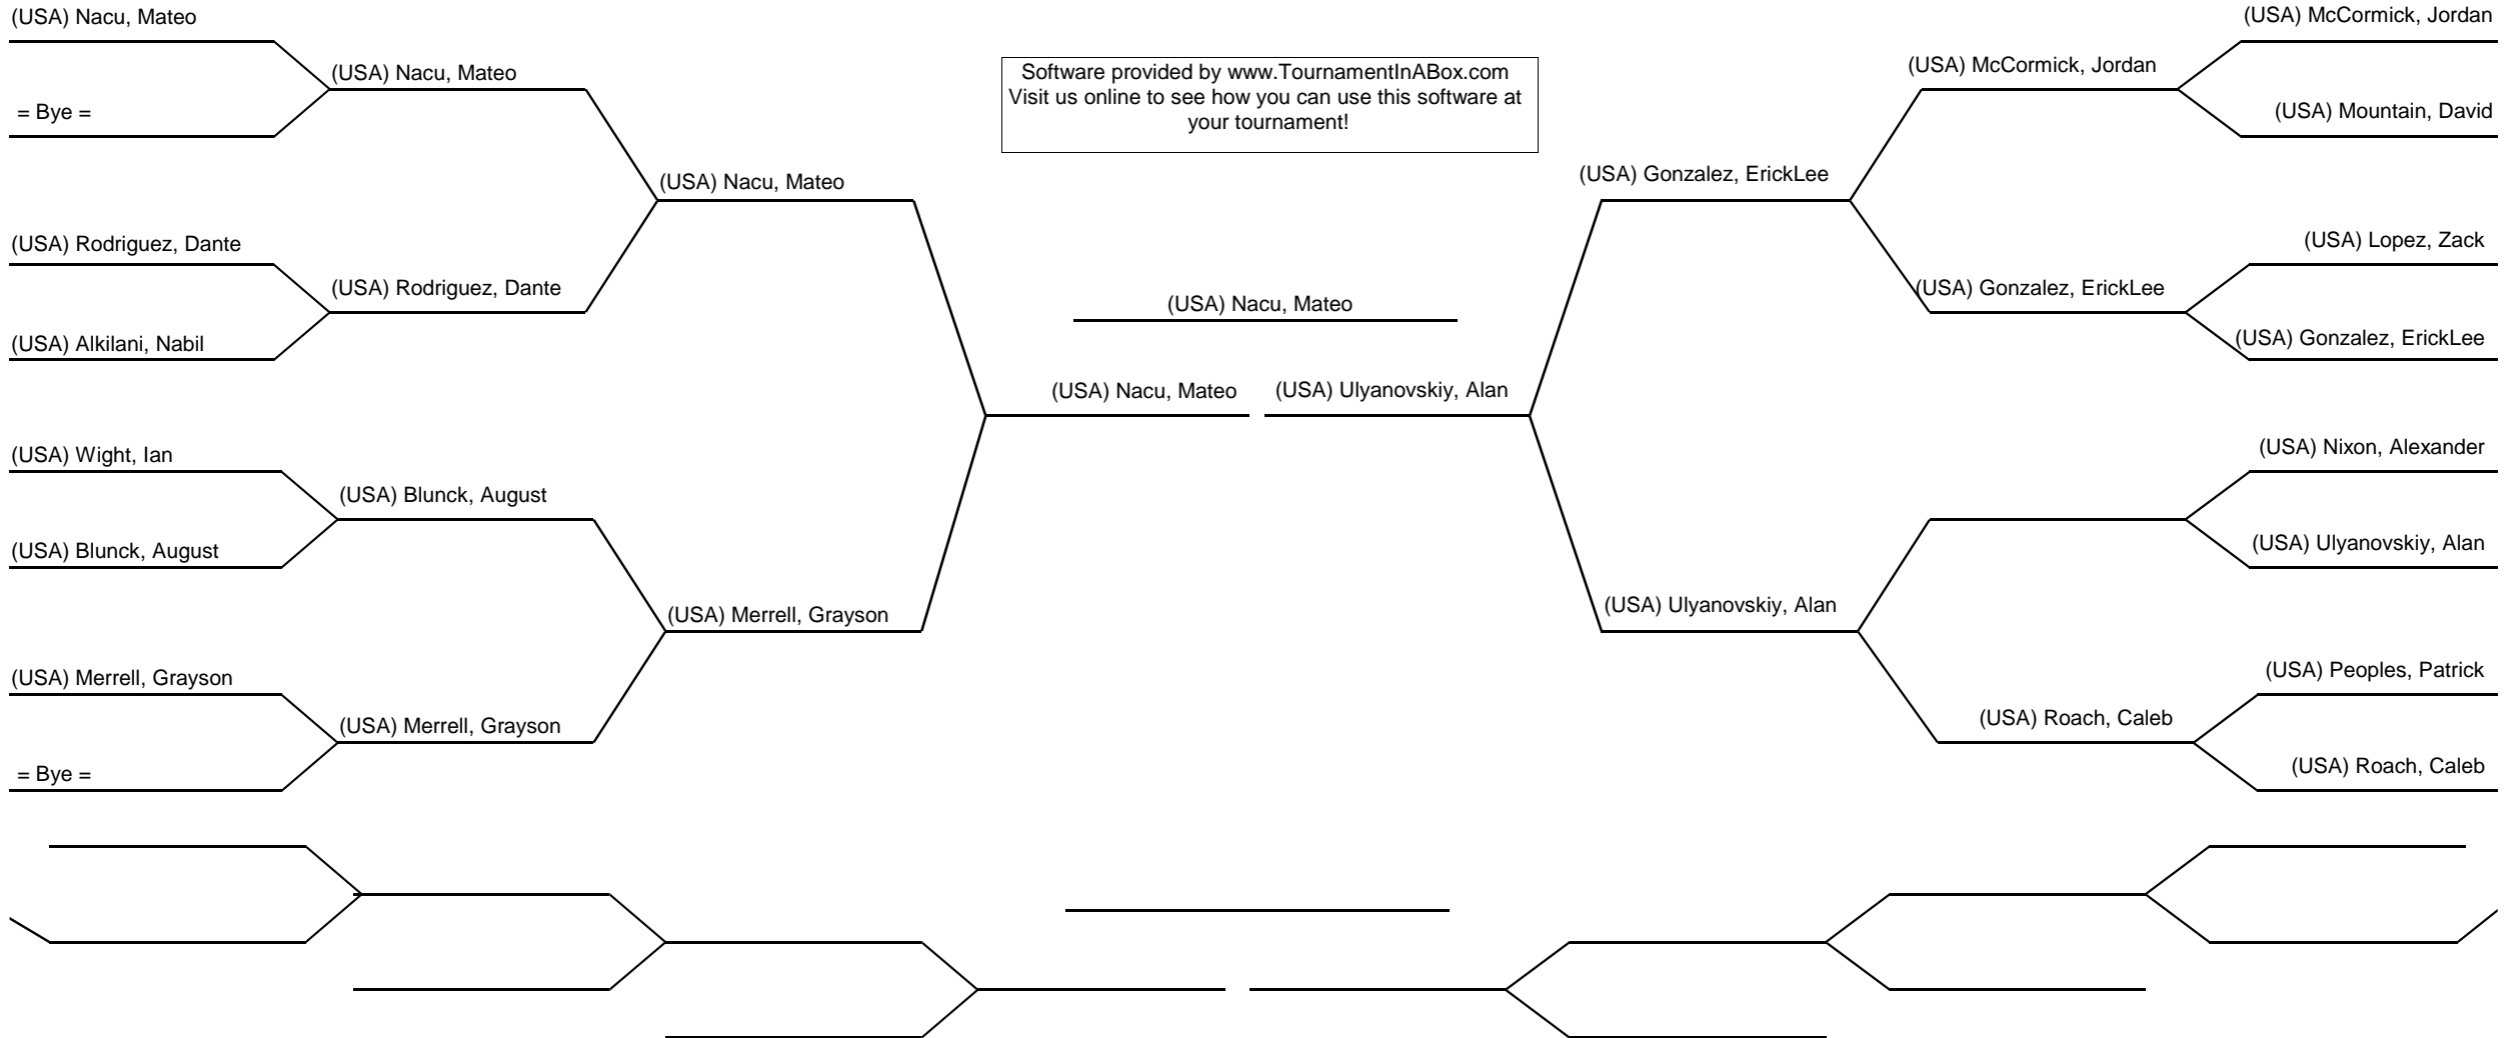 (USA) Nacu, Mateo
= Bye =
(USA) Rodriguez, Dante
(USA) Alkilani, Nabil
(USA) Wight, Ian
(USA) Blunck, August
(USA) Merrell, Grayson
= Bye =
(USA) Nacu, Mateo
(USA) Rodriguez, Dante
(USA) Blunck, August
(USA) Merrell, Grayson
(USA) Nacu, Mateo
(USA) Merrell, Grayson
Software provided by www.TournamentInABox.com
Visit us online to see how you can use this software at
your tournament!
(USA) Nacu, Mateo
(USA) Nacu, Mateo
(USA) Ulyanovskiy, Alan
(USA) Gonzalez, ErickLee
(USA) Ulyanovskiy, Alan
(USA) McCormick, Jordan
(USA) Gonzalez, ErickLee
(USA) Roach, Caleb
(USA) McCormick, Jordan
(USA) Mountain, David
(USA) Lopez, Zack
(USA) Gonzalez, ErickLee
(USA) Nixon, Alexander
(USA) Ulyanovskiy, Alan
(USA) Peoples, Patrick
(USA) Roach, Caleb